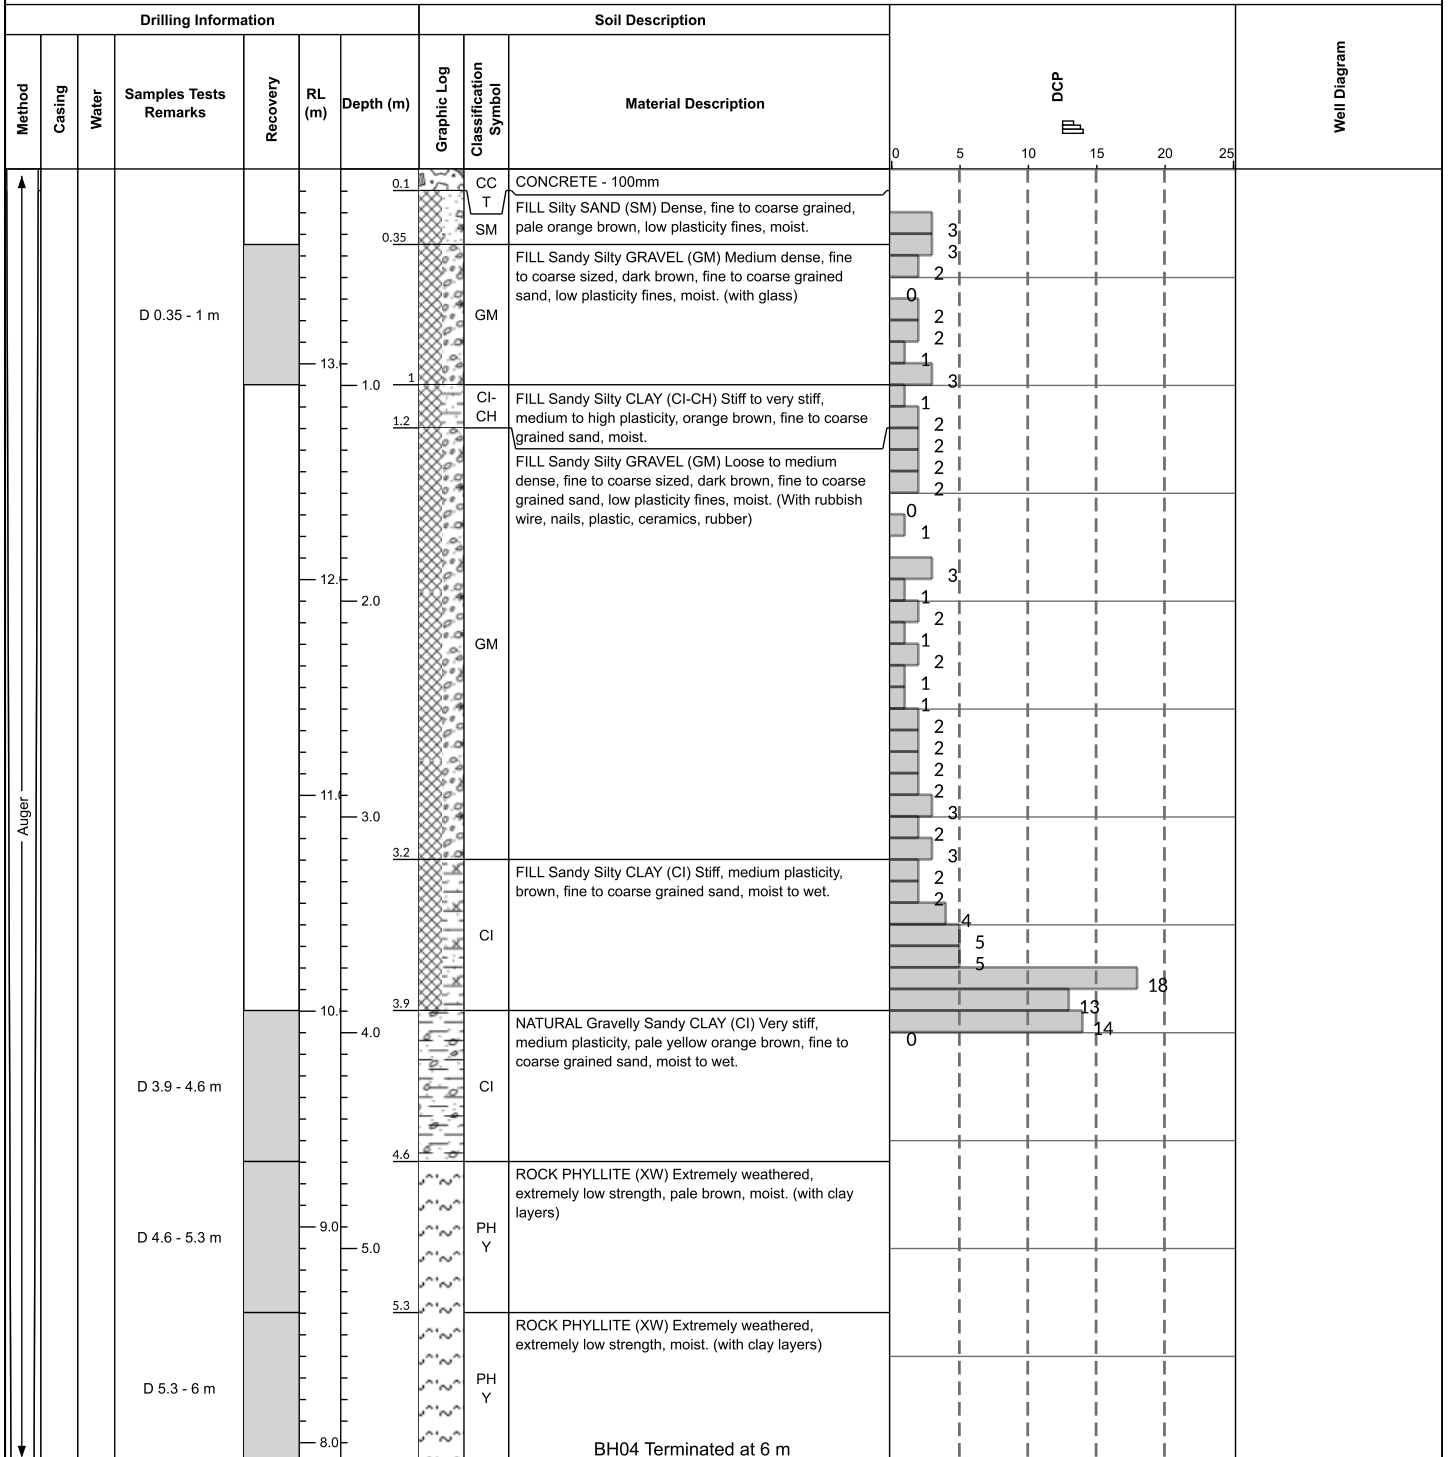 Drilling Information
Soil Description
Method
Casing
Water
Samples Tests
Remarks
Recovery
RL
(m)
Depth (m)
Graphic Log
Classification
Symbol
Material Description
DCP
Well Diagram
0 5 10 15 20 25
Auger
0.1
CC
T
CONCRETE - 100mm
FILL Silty SAND (SM) Dense, fine to coarse grained,
pale orange brown, low plasticity fines, moist.
SM
0.35
3
3
2
FILL Sandy Silty GRAVEL (GM) Medium dense, fine
to coarse sized, dark brown, fine to coarse grained
sand, low plasticity fines, moist. (with glass)
D 0.35 - 1 m
GM
0
2
2
1
3
13.0
1.0
1
CI-
CH
FILL Sandy Silty CLAY (CI-CH) Stiff to very stiff,
medium to high plasticity, orange brown, fine to coarse
grained sand, moist.
1.2
1
2
2
2
2
FILL Sandy Silty GRAVEL (GM) Loose to medium
dense, fine to coarse sized, dark brown, fine to coarse
grained sand, low plasticity fines, moist. (With rubbish
wire, nails, plastic, ceramics, rubber)
0
1
3
1
12.0
2.0
GM
2
1
2
1
1
2
2
2
2
3
11.0
3.0
2
3
3.2
FILL Sandy Silty CLAY (CI) Stiff, medium plasticity,
brown, fine to coarse grained sand, moist to wet.
CI
2
2
4
5
5
18
13
14
0
3.9
10.0
4.0
NATURAL Gravelly Sandy CLAY (CI) Very stiff,
medium plasticity, pale yellow orange brown, fine to
coarse grained sand, moist to wet.
D 3.9 - 4.6 m
CI
4.6
ROCK PHYLLITE (XW) Extremely weathered,
extremely low strength, pale brown, moist. (with clay
layers)
D 4.6 - 5.3 m
9.0
5.0
PH
Y
5.3
ROCK PHYLLITE (XW) Extremely weathered,
extremely low strength, moist. (with clay layers)
D 5.3 - 6 m
PH
Y
8.0
BH04 Terminated at 6 m